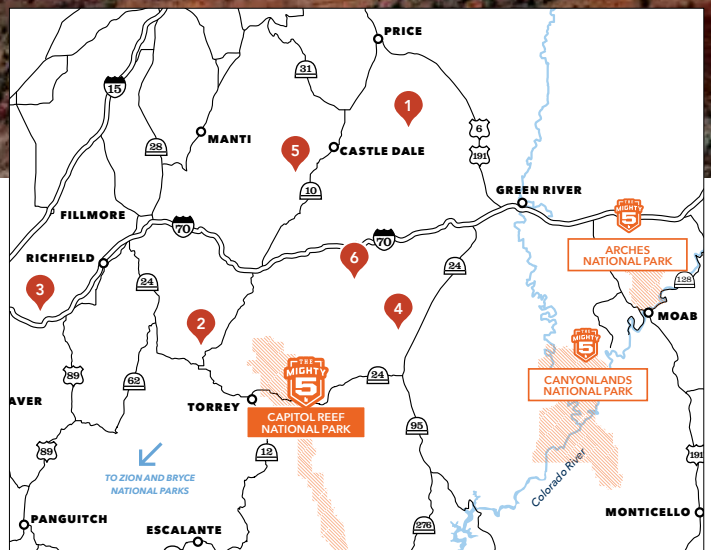 PRICE
31
15
1
6
191
28
MANTI
5
CASTLE DALE
10
GREEN RIVER
FILLMORE
70
THE
MIGHTY
5
70
RICHFIELD
6
ARCHES
NATIONAL PARK
24
24
128
3
4
MOAB
2
THE
MIGHTY
5
89
62
THE
MIGHTY
5
24
CANYONLANDS
NATIONAL PARK
AVER
TORREY
CAPITOL REEF
NATIONAL PARK
95
89
12
191
TO ZION AND BRYCE
NATIONAL PARKS
Colorado River
PANGUITCH
MONTICELLO
ESCALANTE
276